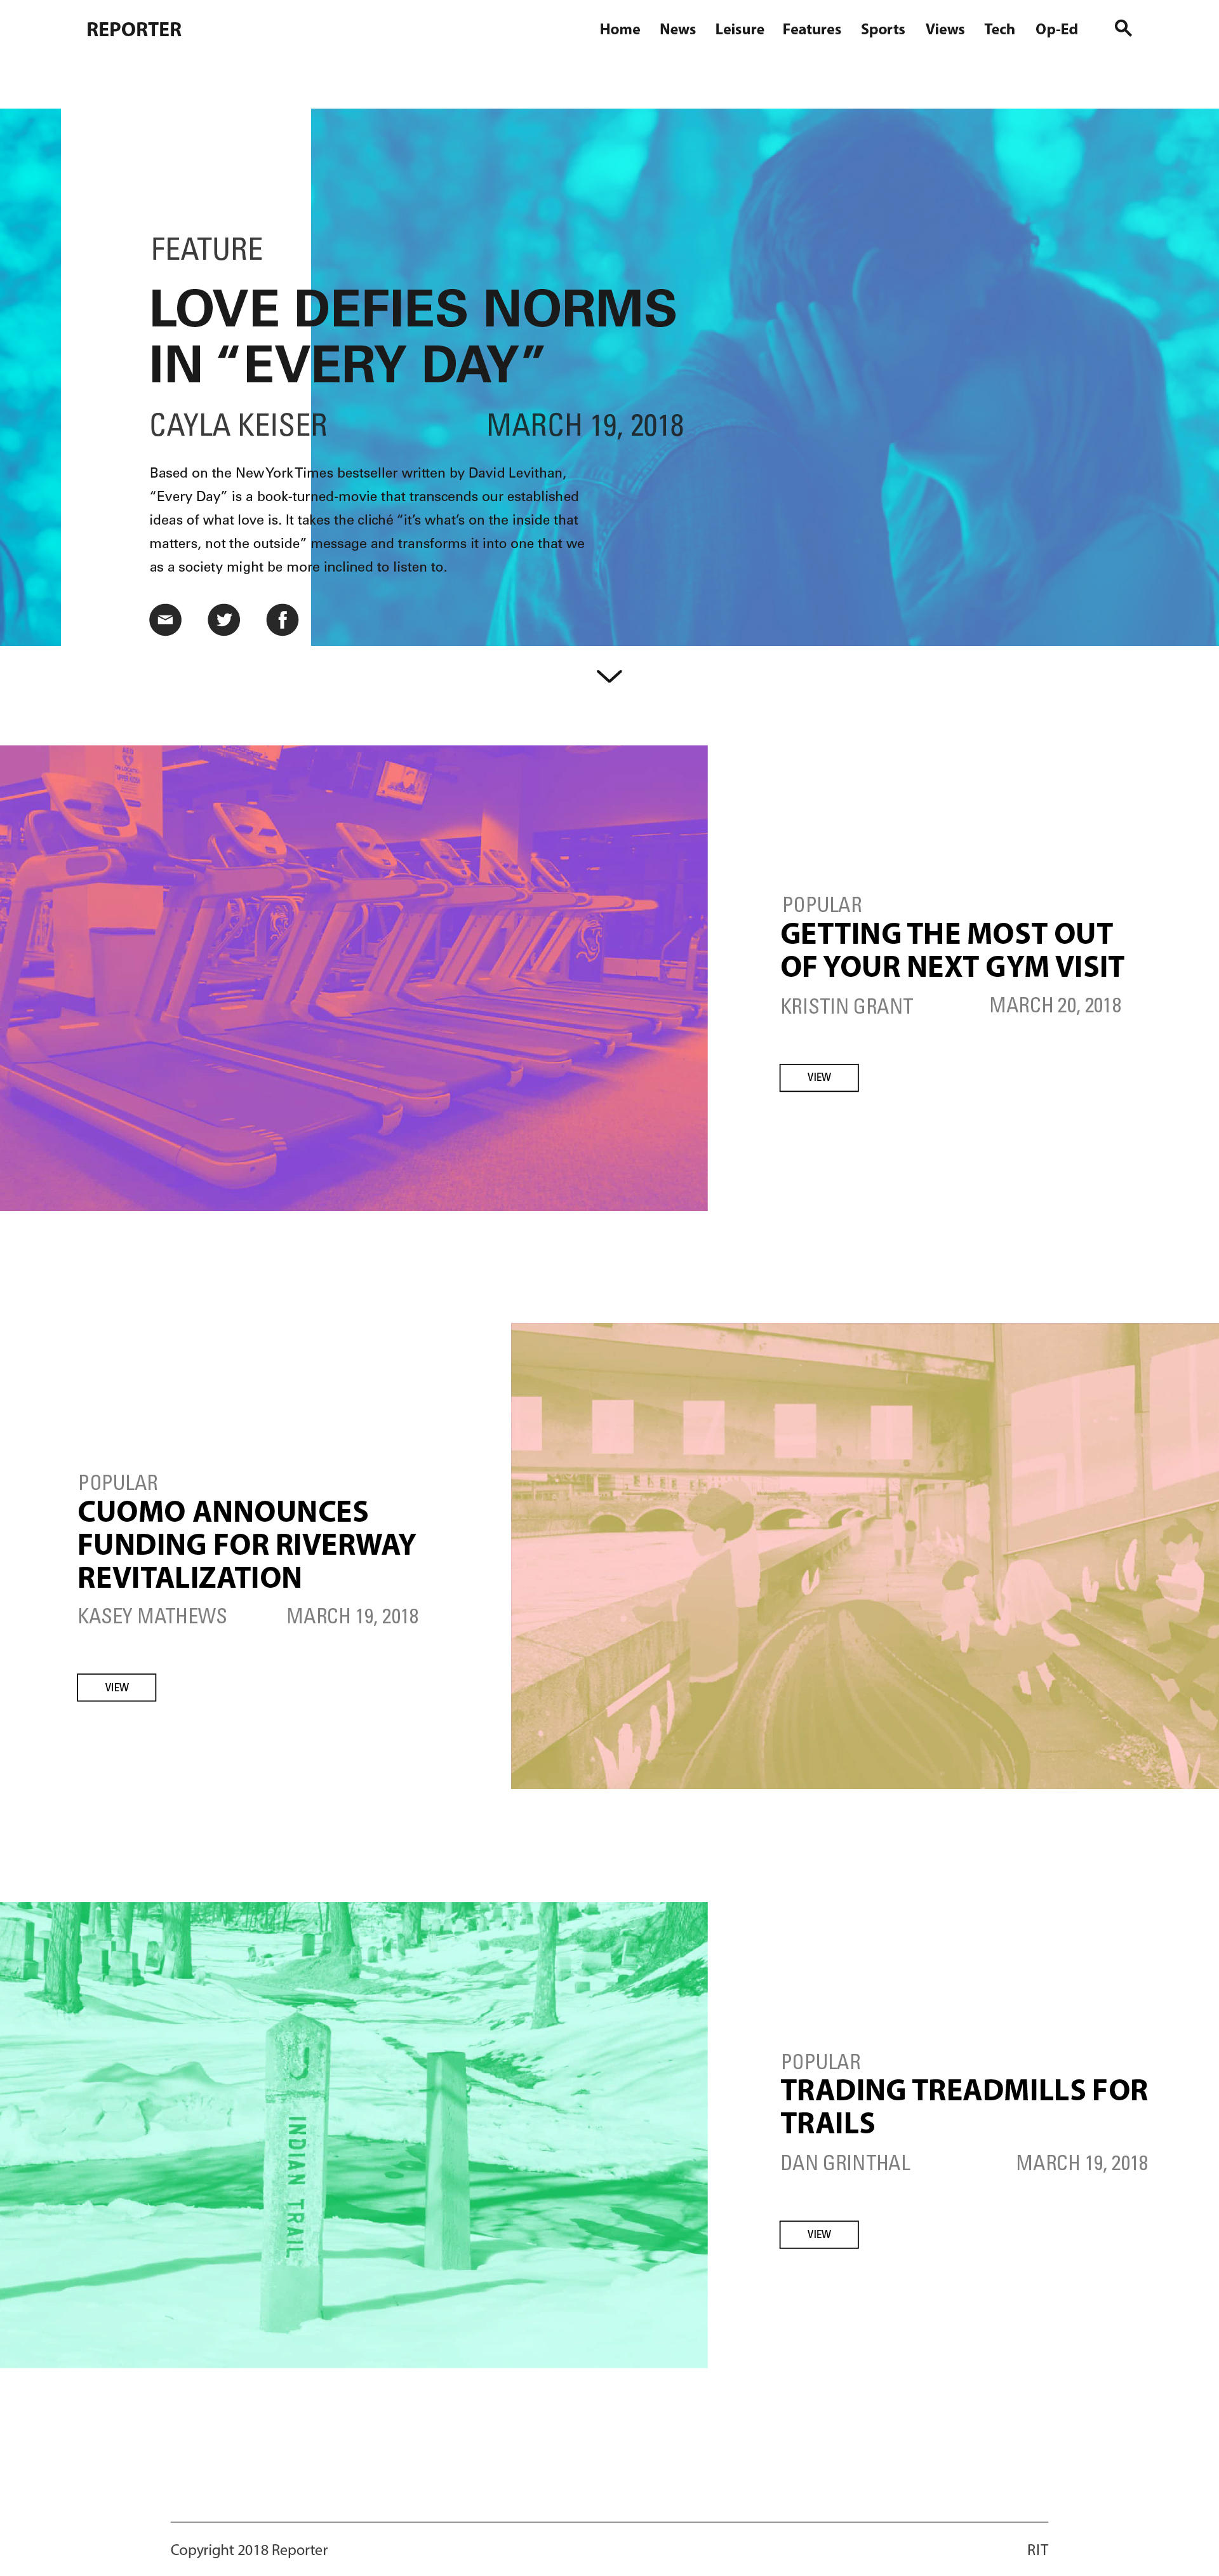 REPORTER
Home News Leisure Features Sports Views Tech Op-Ed
FEATURE
LOVE DEFIES NORMS
IN “EVERY DAY”
CAYLA KEISER MARCH 19, 2018
Based on the New York Times bestseller written by David Levithan,
“Every Day” is a book-turned-movie that transcends our established
ideas of what love is. It takes the cliché “it’s what’s on the inside that
matters, not the outside” message and transforms it into one that we
as a society might be more inclined to listen to.
POPULAR
GETTING THE MOST OUT
OF YOUR NEXT GYM VISIT
KRISTIN GRANT MARCH 20, 2018
VIEW
POPULAR
CUOMO ANNOUNCES
FUNDING FOR RIVERWAY
REVITALIZATION
KASEY MATHEWS MARCH 19, 2018
VIEW
INDIAN TRAIL
POPULAR
TRADING TREADMILLS FOR
TRAILS
DAN GRINTHAL MARCH 19, 2018
VIEW
Copyright 2018 Reporter RIT